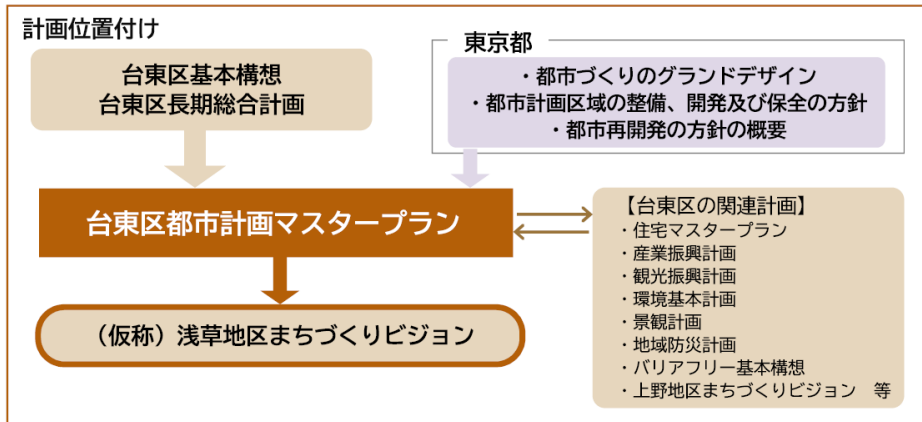 計画位置付け
台東区基本構想
台東区長期総合計画
東京都
・都市づくりのグランドデザイン
・都市計画区域の整備、開発及び保全の方針
・都市再開発の方針の概要
台東区都市計画マスタープラン
（仮称）浅草地区まちづくりビジョン
【台東区の関連計画】
・住宅マスタープラン
・産業振興計画
・観光振興計画
・環境基本計画
・景観計画
・地域防災計画
・バリアフリー基本構想
・上野地区まちづくりビジョン　等